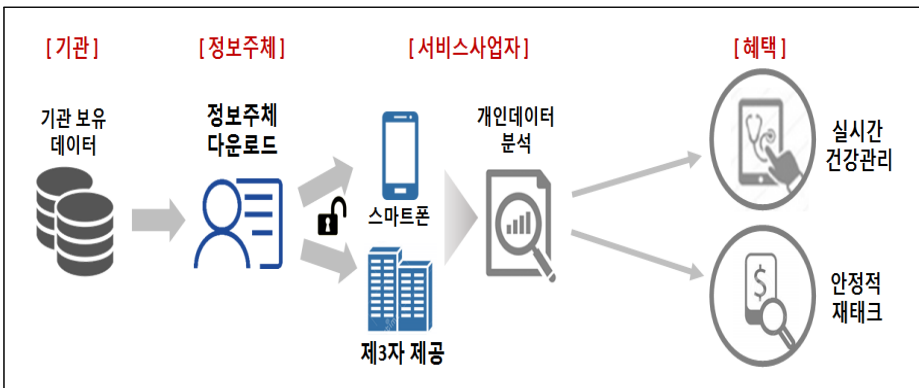 [ 기관 ]
[ 정보주체 ]
[ 서비스사업자 ]
[ 혜택 ]
기관 보유
데이터
정보주체
다운로드
스마트폰
제3자 제공
개인데이터
분석
실시간
건강관리
$
안정적
재태크